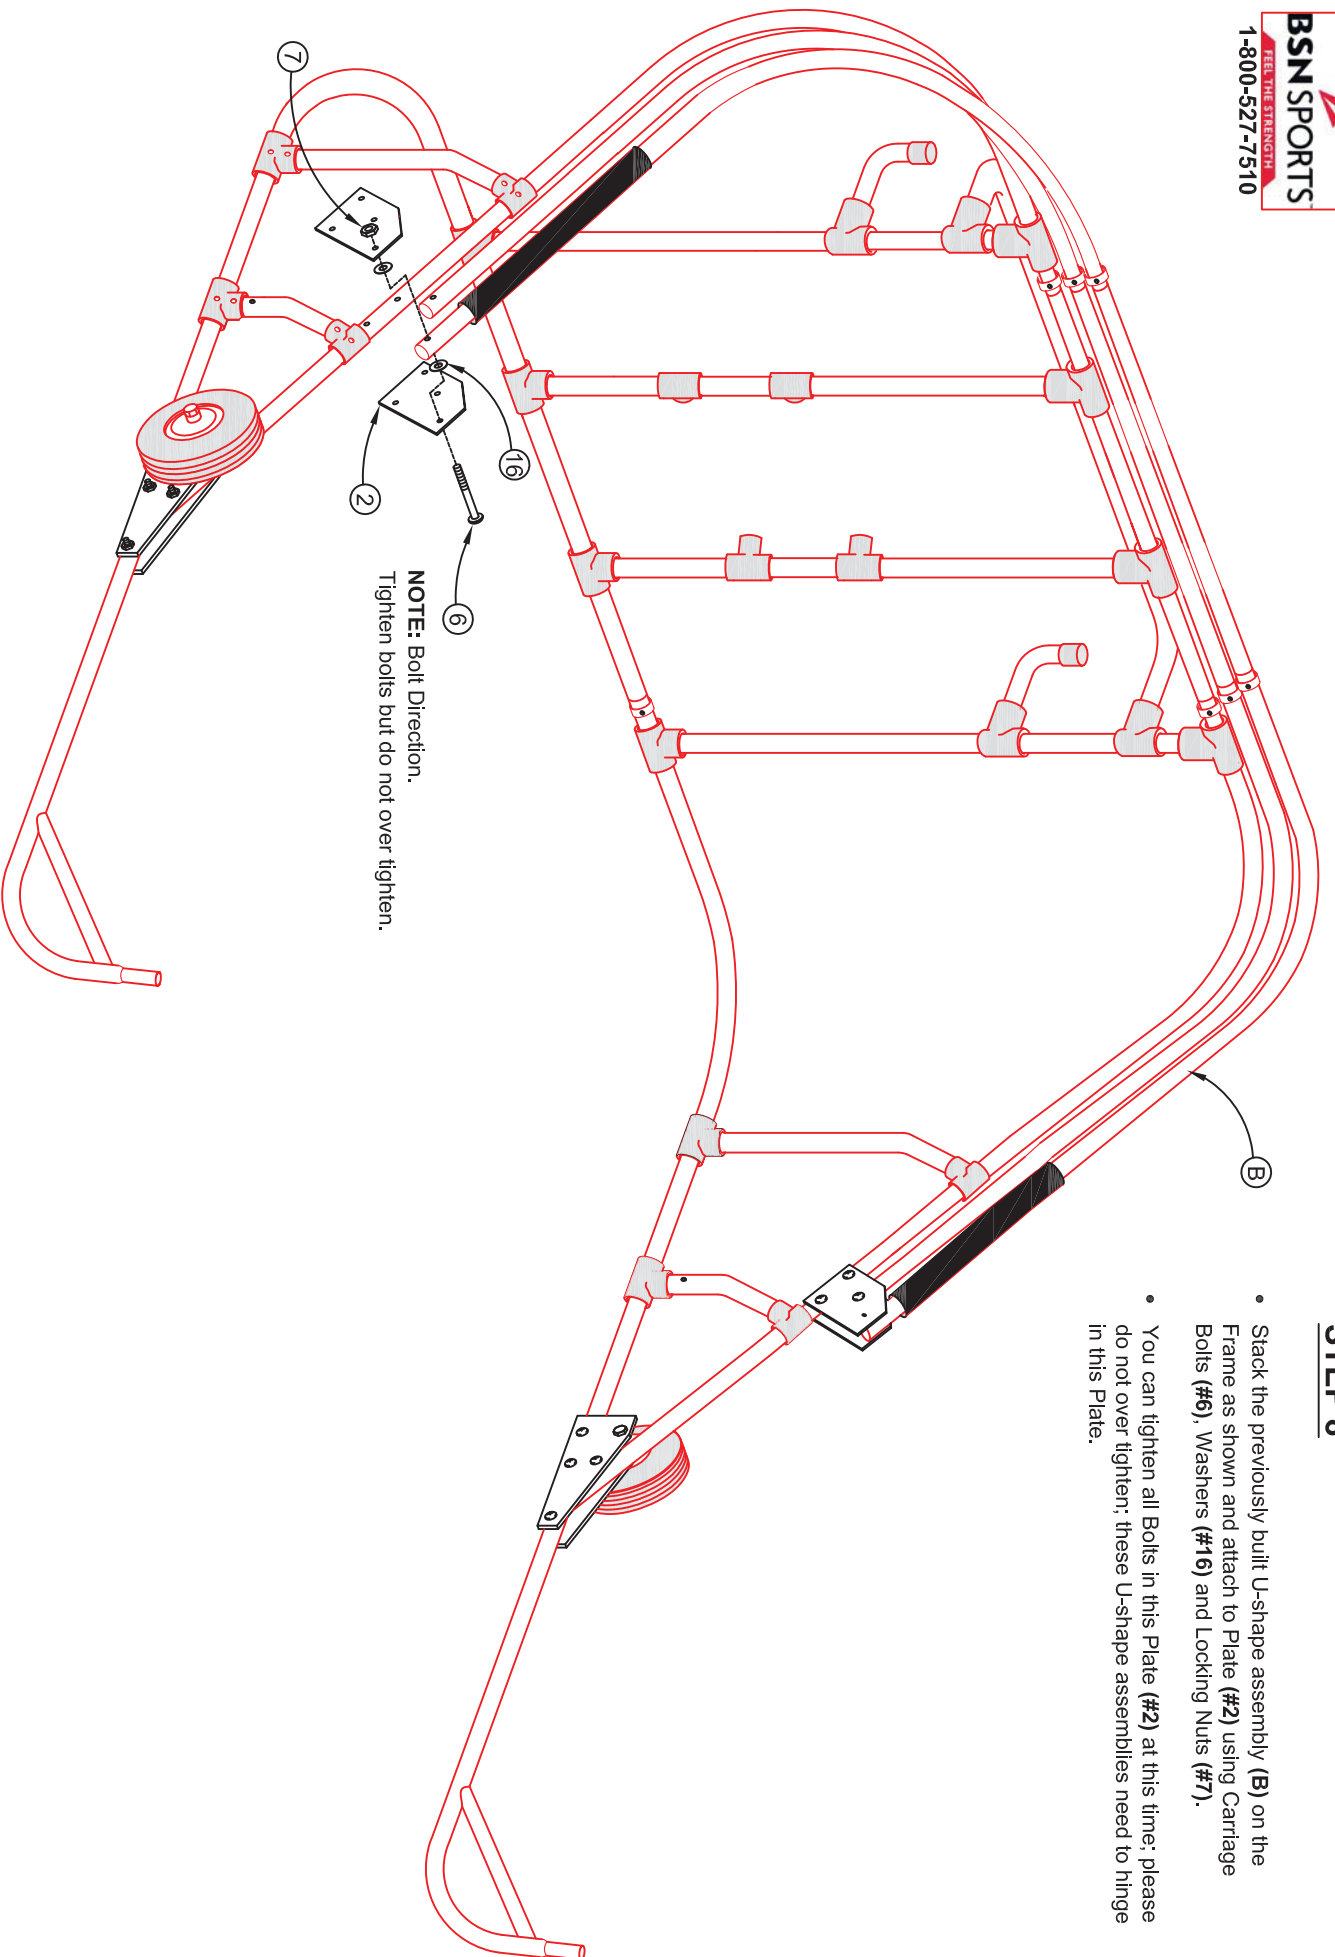 BSN SPORTS
FEEL THE STRENGTH
1-800-527-7510
• Stack the previously built U-shape assembly (B) on the
Frame as shown and attach to Plate (#2) using Carriage
Bolts (#6), Washers (#16) and Locking Nuts (#7).
• You can tighten all Bolts in this Plate (#2) at this time; please
do not over tighten; these U-shape assemblies need to hinge
in this Plate.
B
7
16
2
6
NOTE: Bolt Direction.
Tighten bolts but do not over tighten.